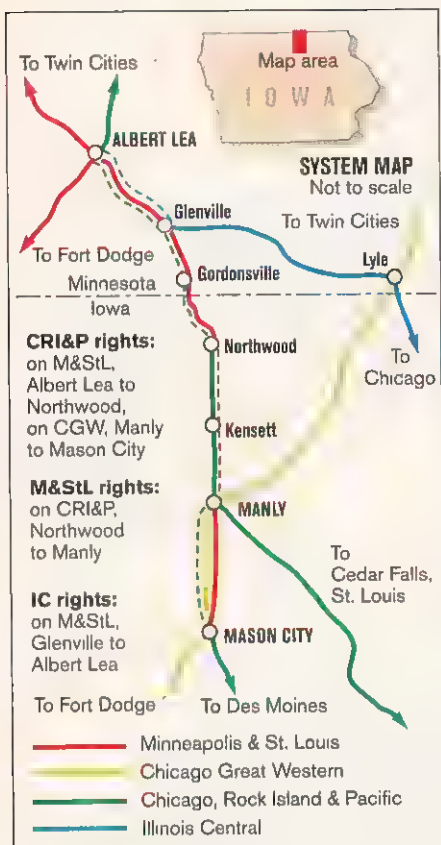 To Twin Cities
Map area
IOWA
ALBERT LEA
SYSTEM MAP
Not to scale
Glenville
To Twin Cities
Lyle
To Fort Dodge
Gordonsville
Minnesota
Iowa
CRI&P rights:
on M&StL,
Albert Lea to
Northwood,
on CGW, Manly
to Mason City
Northwood
To
Chicago
Kensett
M&StL rights:
on CRI&P,
Northwood
to Manly
MANLY
To
Cedar Falls,
St. Louis
IC rights:
on M&StL,
Glenville to
Albert Lea
MASON CITY
To Fort Dodge
To Des Moines
Minneapolis & St. Louis
Chicago Great Western
Chicago, Rock Island & Pacific
Illinois Central